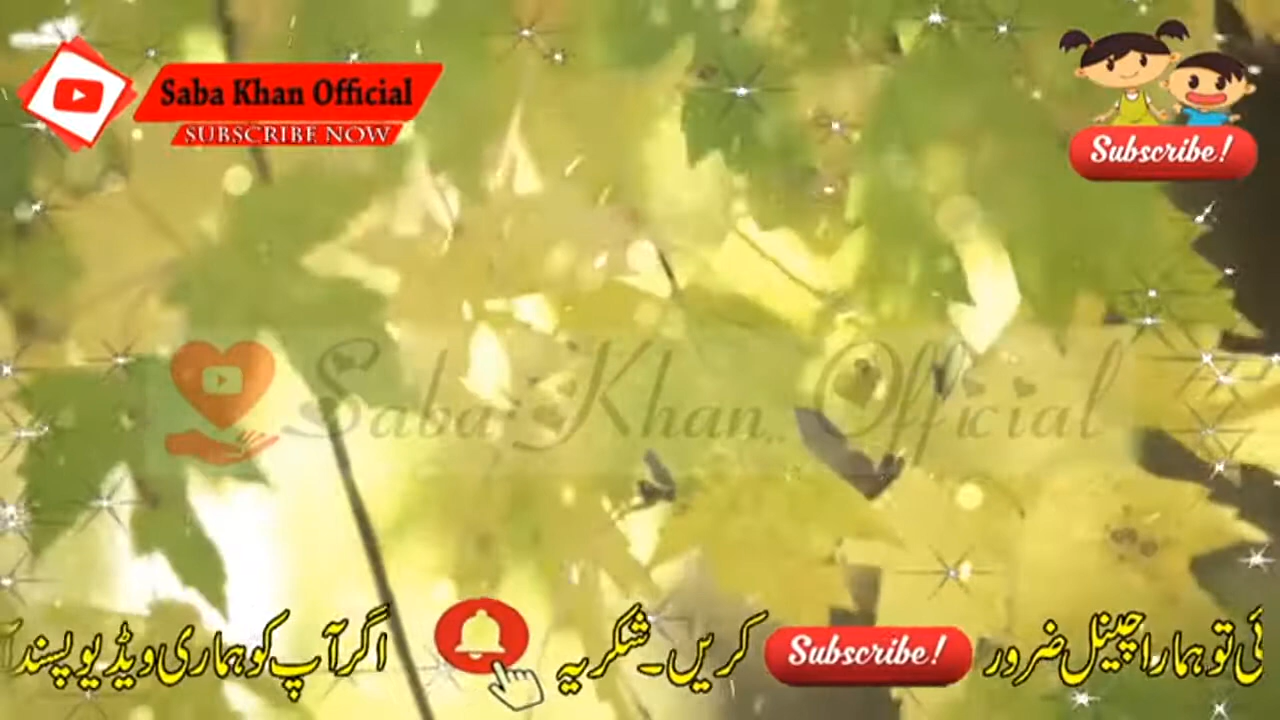 Saba Khan Official
SUBSCRIBE NOW
Subscribe!
Saba Khan.. Official
ئی تو ہمارا چینل ضرور Subscribe! کریں۔ شکریہ اگر آپ کو ہماری ویڈیو پسند آ